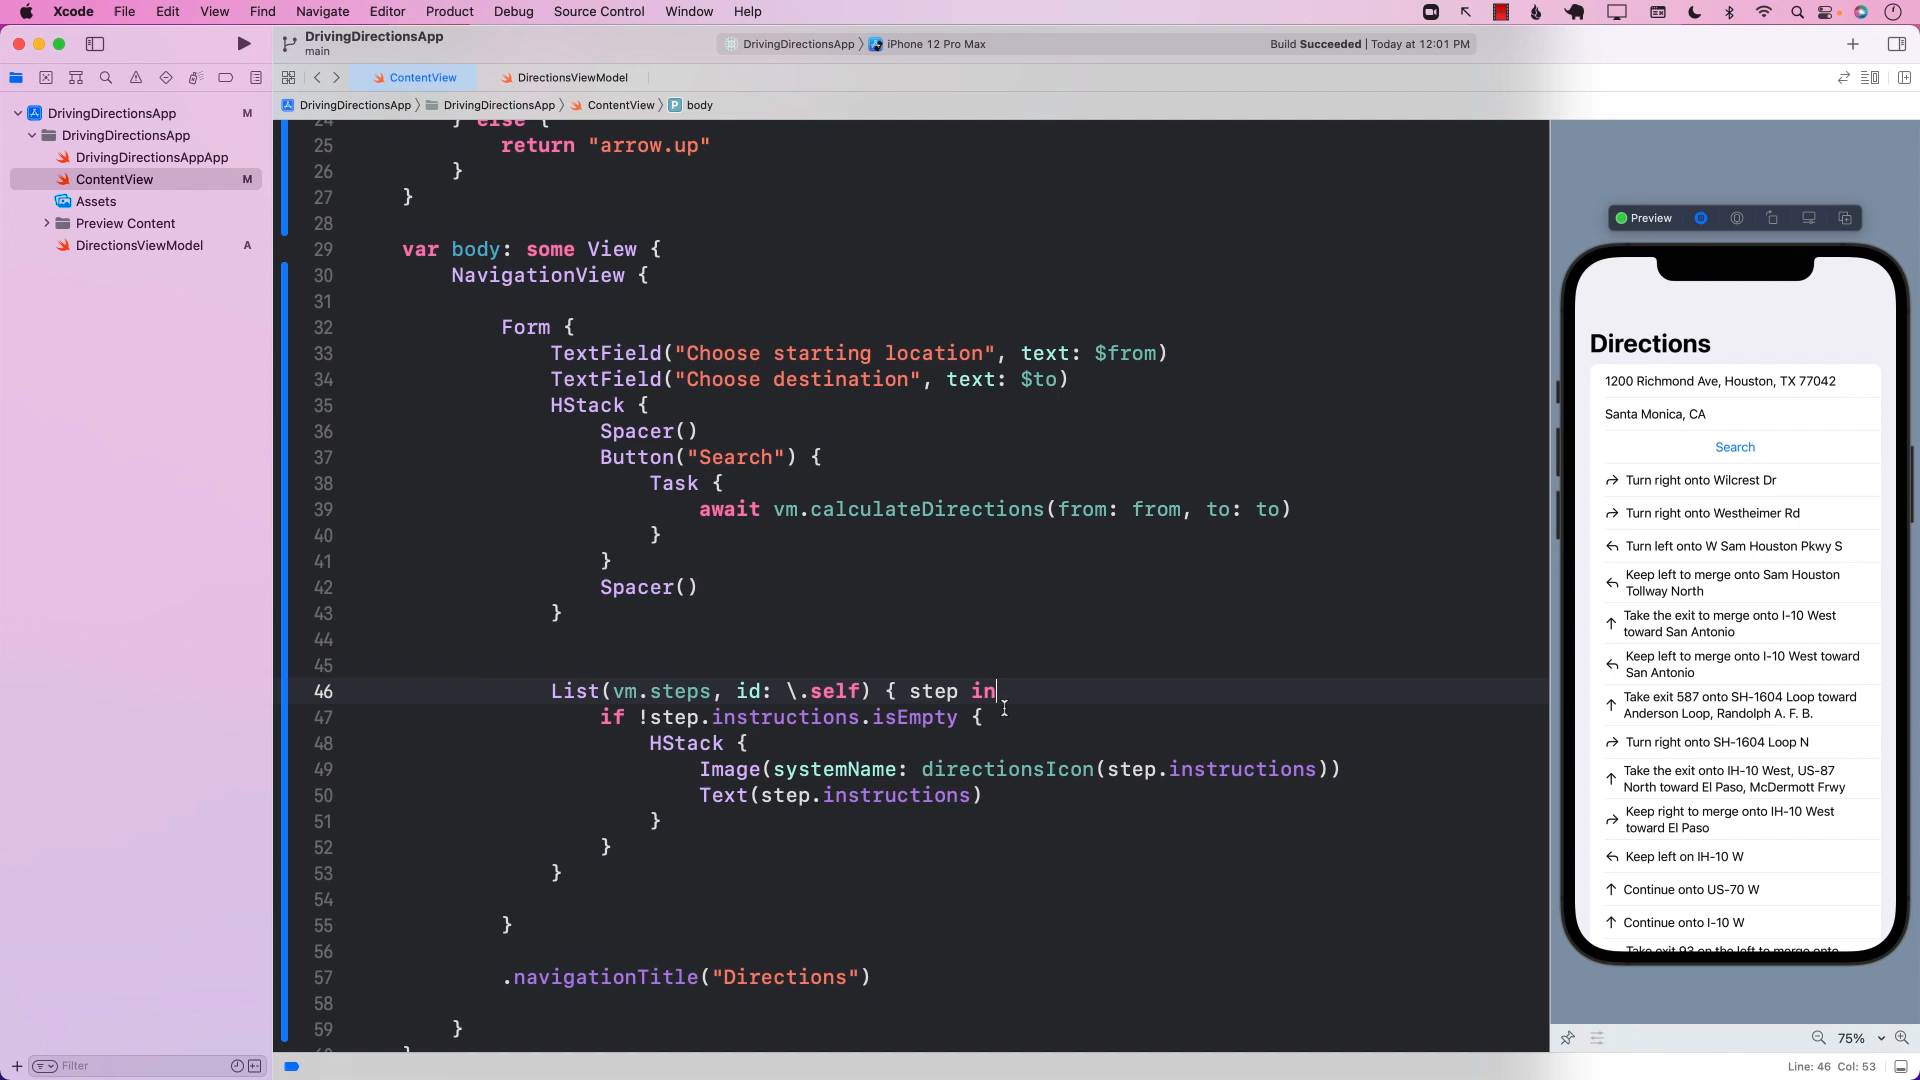 Xcode File Edit View Find Navigate Editor Product Debug Source Control Window Help
DrivingDirectionsApp
main
DrivingDirectionsApp 〉 iPhone 12 Pro Max
Build Succeeded | Today at 12:01 PM
ContentView DirectionsViewModel
DrivingDirectionsApp 〉 DrivingDirectionsApp 〉 ContentView 〉 P body
DrivingDirectionsApp M
DrivingDirectionsApp
DrivingDirectionsAppApp
ContentView M
Assets
Preview Content
DirectionsViewModel A
Filter
24 } else {
25 return "arrow.up"
26 }
27 }
28
29 var body: some View {
30 NavigationView {
31
32 Form {
33 TextField("Choose starting location", text: $from)
34 TextField("Choose destination", text: $to)
35 HStack {
36 Spacer()
37 Button("Search") {
38 Task {
39 await vm.calculateDirections(from: from, to: to)
40 }
41 }
42 Spacer()
43 }
44
45
46 List(vm.steps, id: \.self) { step in
47 if !step.instructions.isEmpty {
48 HStack {
49 Image(systemName: directionsIcon(step.instructions))
50 Text(step.instructions)
51 }
52 }
53 }
54
55 }
56
57 .navigationTitle("Directions")
58
59 }
Preview
Directions
1200 Richmond Ave, Houston, TX 77042
Santa Monica, CA
Search
Turn right onto Wilcrest Dr
Turn right onto Westheimer Rd
Turn left onto W Sam Houston Pkwy S
Keep left to merge onto Sam Houston
Tollway North
Take the exit to merge onto I-10 West
toward San Antonio
Keep left to merge onto I-10 West toward
San Antonio
Take exit 587 onto SH-1604 Loop toward
Anderson Loop, Randolph A. F. B.
Turn right onto SH-1604 Loop N
Take the exit onto IH-10 West, US-87
North toward El Paso, McDermott Frwy
Keep right to merge onto IH-10 West
toward El Paso
Keep left on IH-10 W
Continue onto US-70 W
Continue onto I-10 W
Take exit 93 on the left to merge onto
75%
Line: 46 Col: 53